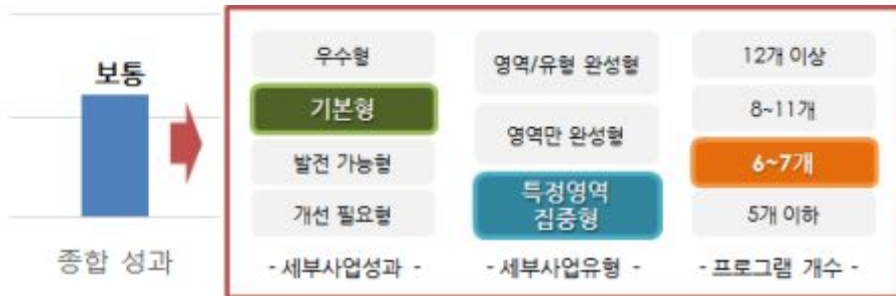 보통
종합 성과
우수형
기본형
발전 가능형
개선 필요형
- 세부사업성과 -
영역/유형 완성형
영역만 완성형
특정영역
집중형
- 세부사업유형 -
12개 이상
8~11개
6~7개
5개 이하
- 프로그램 개수 -